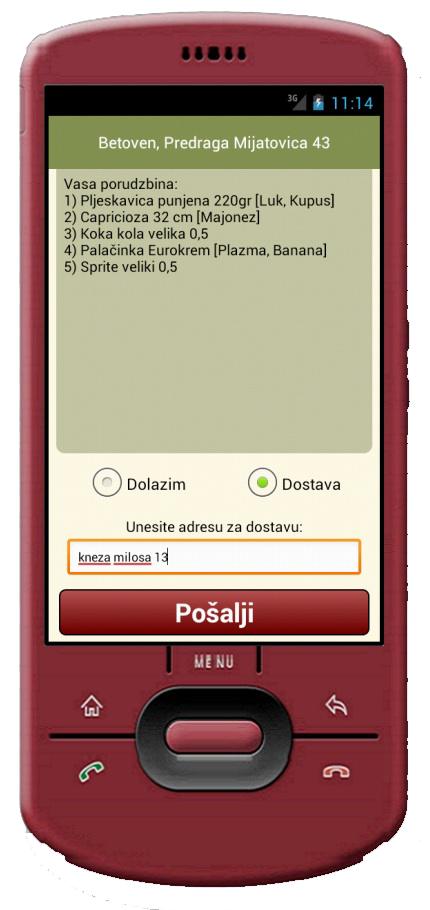 3G 11:14
Betoven, Predraga Mijatovica 43
Vasa porudzbina:
1) Pljeskavica punjena 220gr [Luk, Kupus]
2) Capricioza 32 cm [Majonez]
3) Koka kola velika 0,5
4) Palačinka Eurokrem [Plazma, Banana]
5) Sprite veliki 0,5
Dolazim Dostava
Unesite adresu za dostavu:
kneza milosa 13
Pošalji
MENU